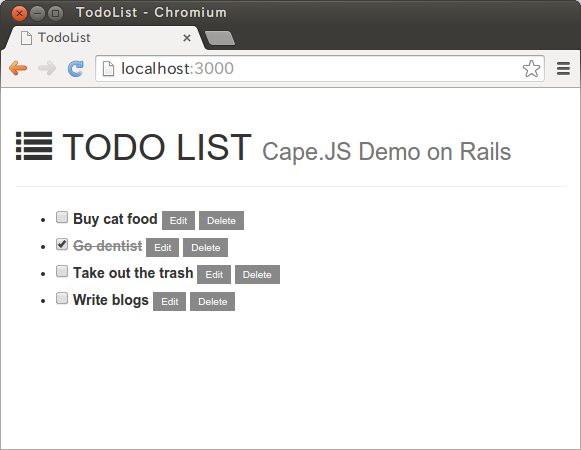 TodoList - Chromium
TodoList
localhost:3000
TODO LIST Cape.JS Demo on Rails
Buy cat food Edit Delete
Go dentist Edit Delete
Take out the trash Edit Delete
Write blogs Edit Delete